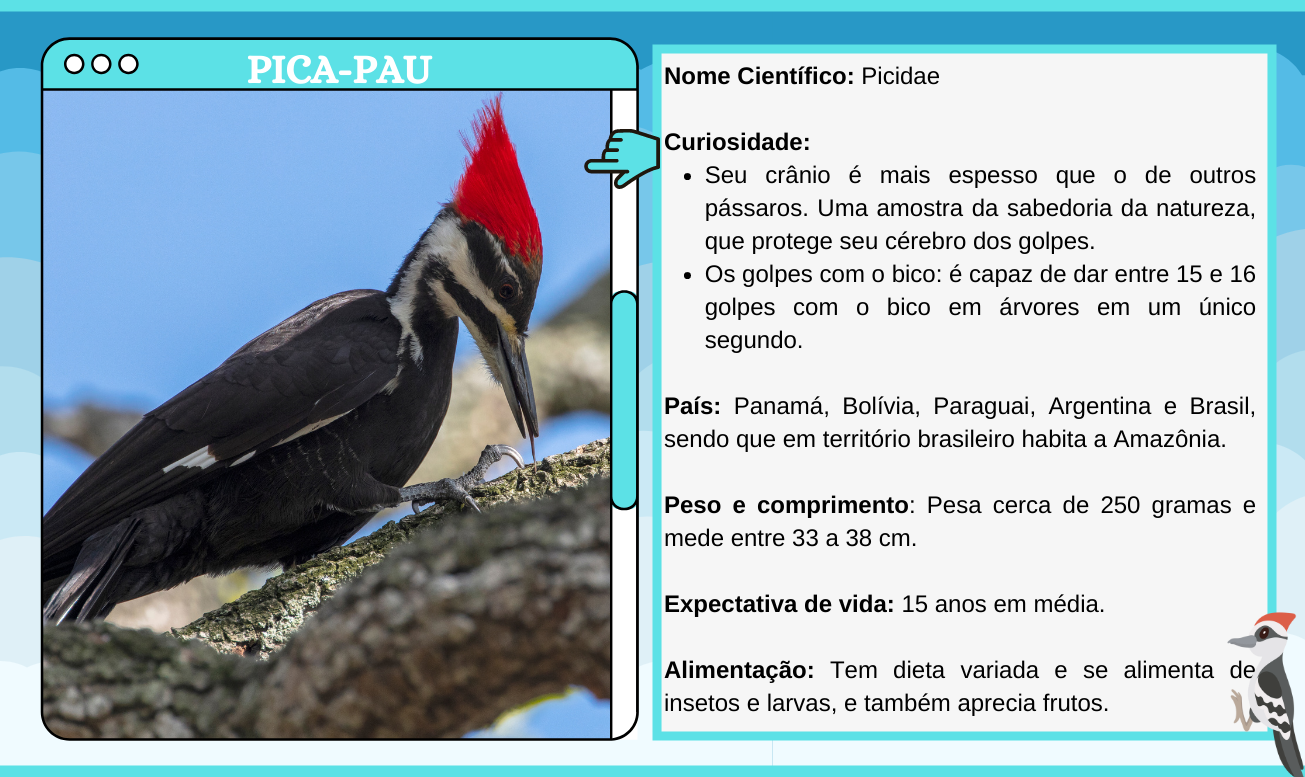 PICA-PAU
Nome Científico: Picidae
Curiosidade:
• Seu crânio é mais espesso que o de outros
pássaros. Uma amostra da sabedoria da natureza,
que protege seu cérebro dos golpes.
• Os golpes com o bico: é capaz de dar entre 15 e 16
golpes com o bico em árvores em um único
segundo.
País: Panamá, Bolívia, Paraguai, Argentina e Brasil,
sendo que em território brasileiro habita a Amazônia.
Peso e comprimento: Pesa cerca de 250 gramas e
mede entre 33 a 38 cm.
Expectativa de vida: 15 anos em média.
Alimentação: Tem dieta variada e se alimenta de
insetos e larvas, e também aprecia frutos.